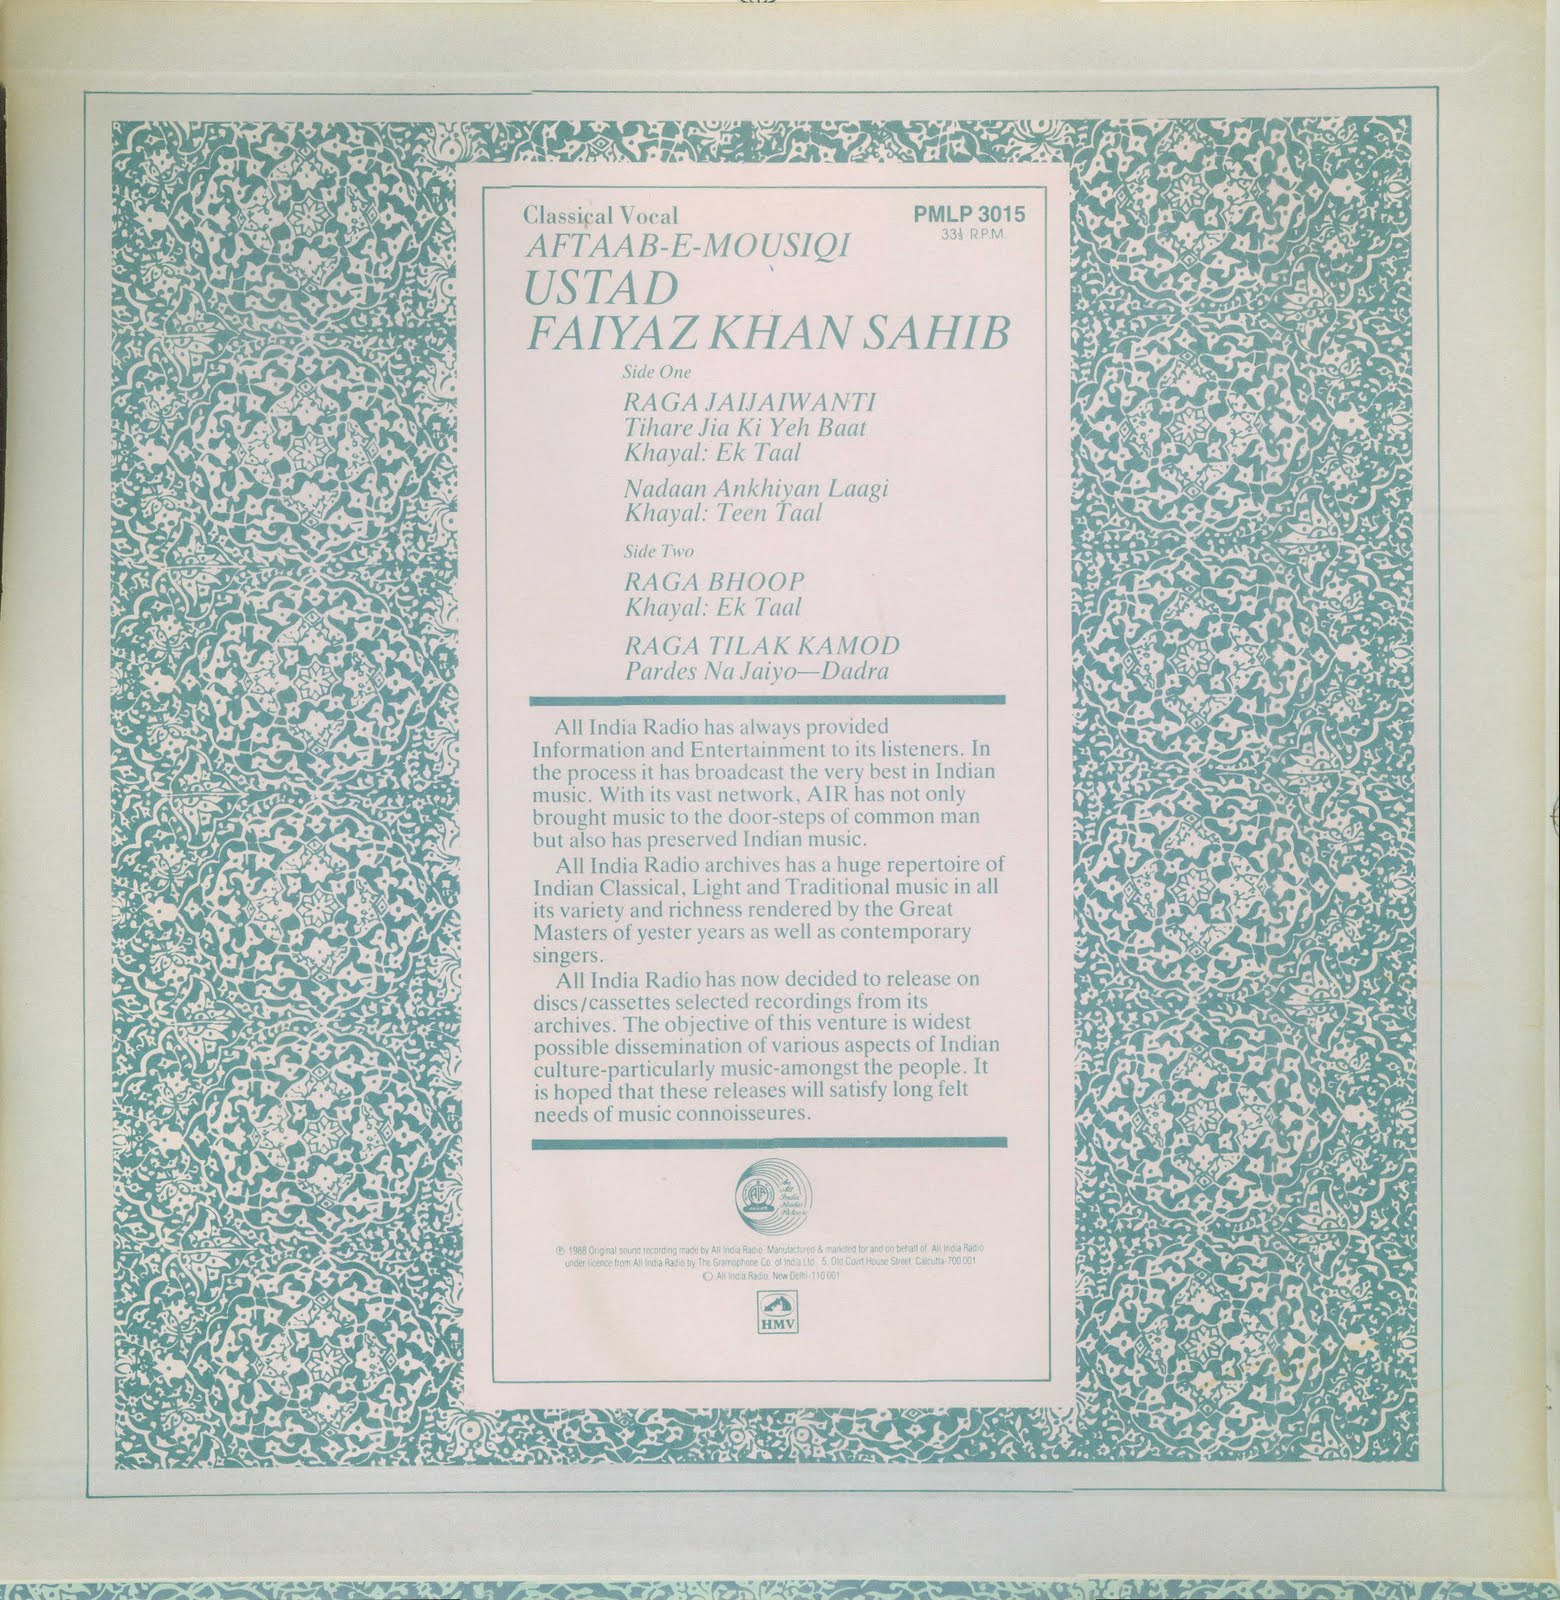 Classical Vocal
PMLP 3015
33⅓ R.P.M.
AFTAAB-E-MOUSIQI
USTAD
FAIYAZ KHAN SAHIB
Side One
RAGA JAIJAIWANTI
Tihare Jia Ki Yeh Baat
Khayal: Ek Taal
Nadaan Ankhiyan Laagi
Khayal: Teen Taal
Side Two
RAGA BHOOP
Khayal: Ek Taal
RAGA TILAK KAMOD
Pardes Na Jaiyo—Dadra
All India Radio has always provided
Information and Entertainment to its listeners. In
the process it has broadcast the very best in Indian
music. With its vast network, AIR has not only
brought music to the door-steps of common man
but also has preserved Indian music.
All India Radio archives has a huge repertoire of
Indian Classical, Light and Traditional music in all
its variety and richness rendered by the Great
Masters of yester years as well as contemporary
singers.
All India Radio has now decided to release on
discs/cassettes selected recordings from its
archives. The objective of this venture is widest
possible dissemination of various aspects of Indian
culture-particularly music-amongst the people. It
is hoped that these releases will satisfy long felt
needs of music connoisseures.
An
All
India
Radio
Release
℗ 1988 Original sound recording made by All India Radio. Manufactured & marketed for and on behalf of All India Radio
under licence from All India Radio by The Gramophone Co. of India Ltd. 5, Old Court House Street, Calcutta-700 001
© All India Radio, New Delhi-110 001
HMV